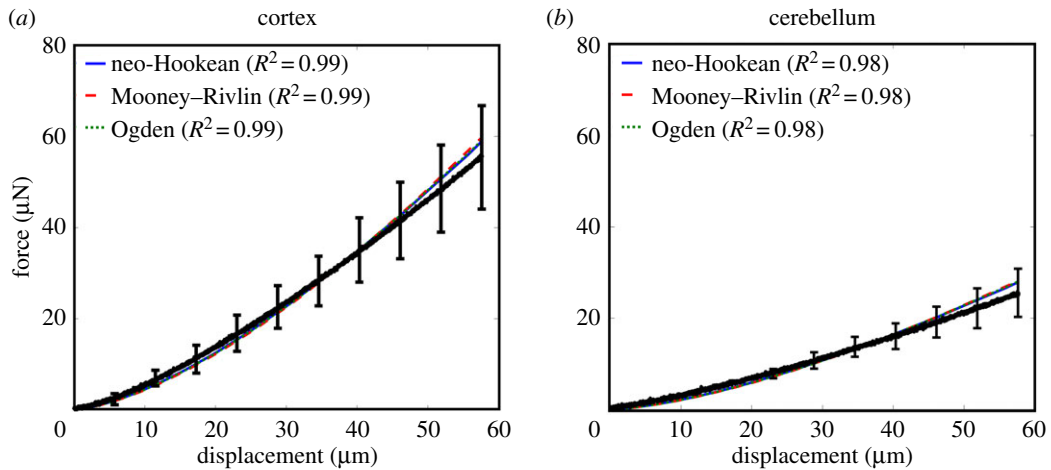 (a) cortex
80
neo-Hookean (R² = 0.99)
Mooney–Rivlin (R² = 0.99)
Ogden (R² = 0.99)
60
40
20
force (µN)
0 10 20 30 40 50 60
displacement (µm)
(b) cerebellum
80
neo-Hookean (R² = 0.98)
Mooney–Rivlin (R² = 0.98)
Ogden (R² = 0.98)
60
40
20
0 10 20 30 40 50 60
displacement (µm)